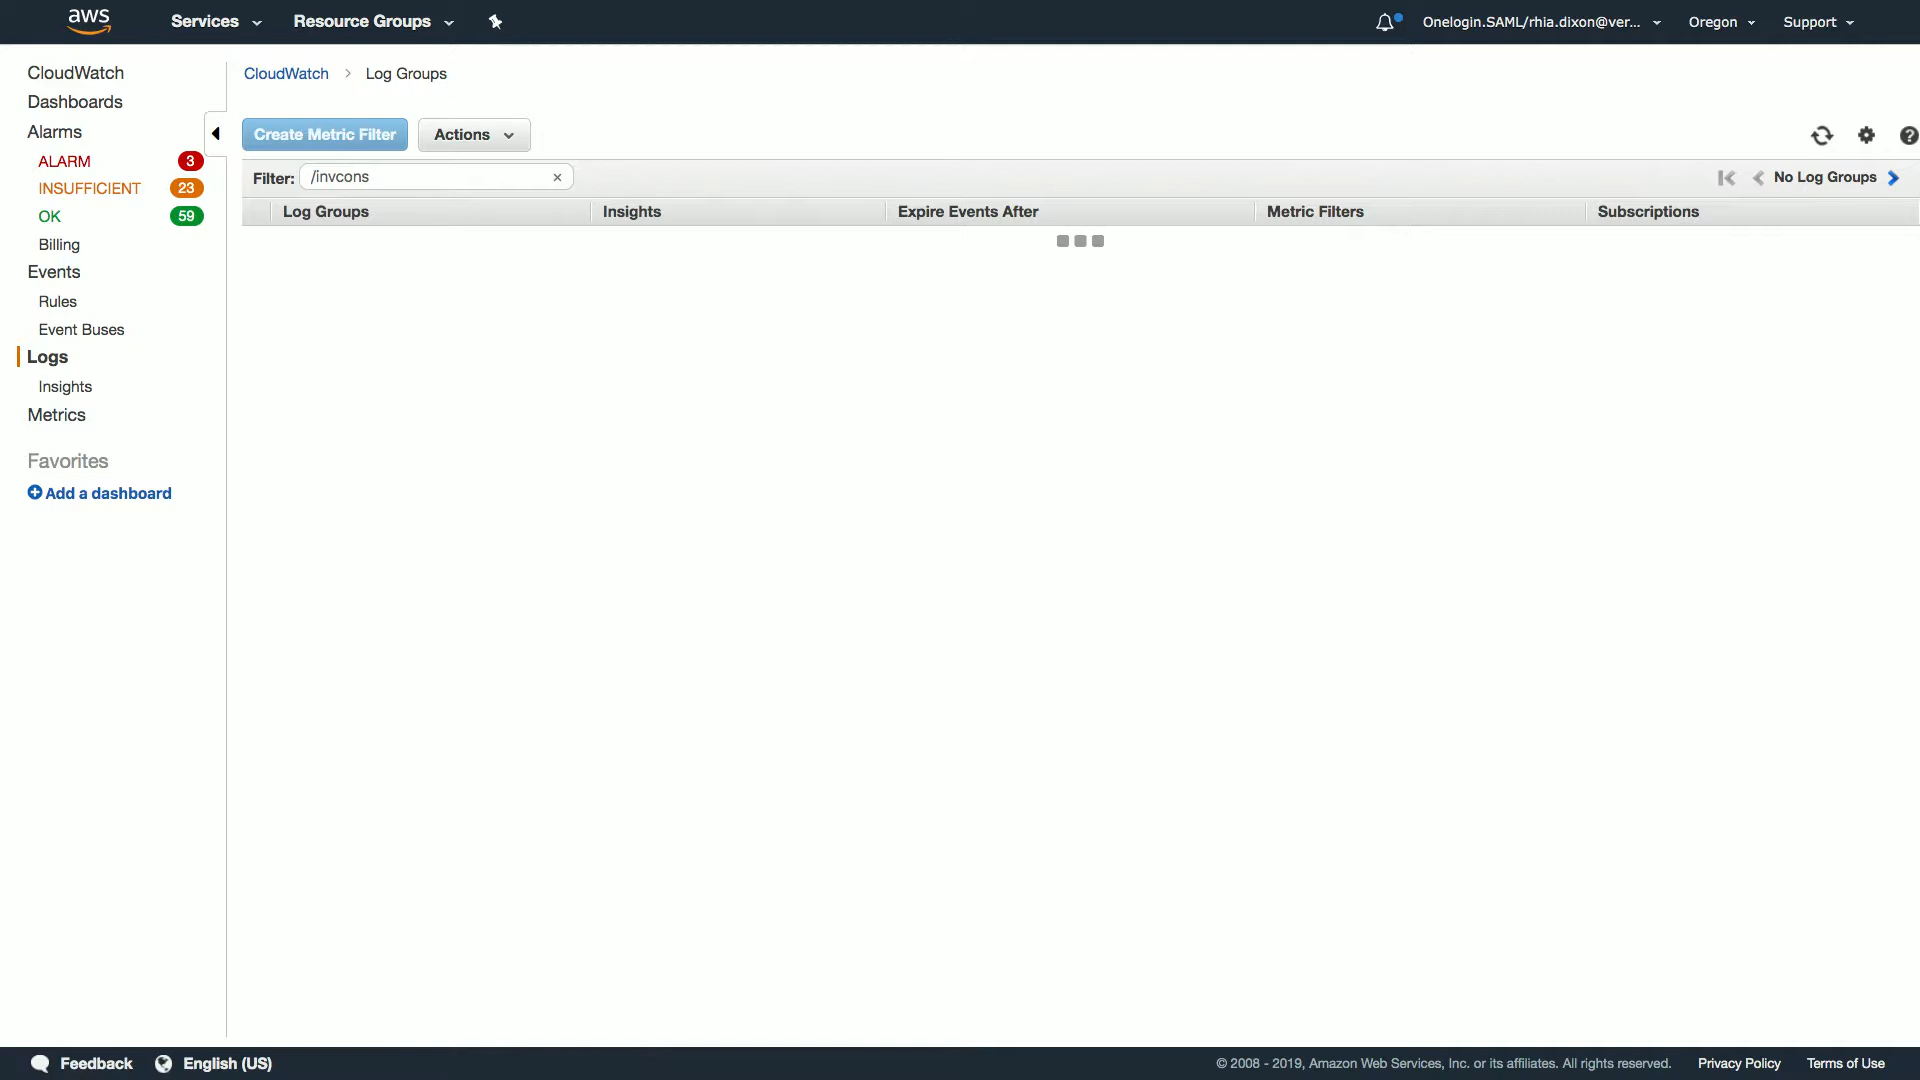 aws Services Resource Groups Onelogin.SAML/rhia.dixon@ver... Oregon Support
CloudWatch
Dashboards
Alarms
ALARM 3
INSUFFICIENT 23
OK 59
Billing
Events
Rules
Event Buses
Logs
Insights
Metrics
Favorites
Add a dashboard
CloudWatch > Log Groups
Create Metric Filter Actions
Filter: /invcons × No Log Groups
Log Groups Insights Expire Events After Metric Filters Subscriptions
Feedback English (US) © 2008 - 2019, Amazon Web Services, Inc. or its affiliates. All rights reserved. Privacy Policy Terms of Use